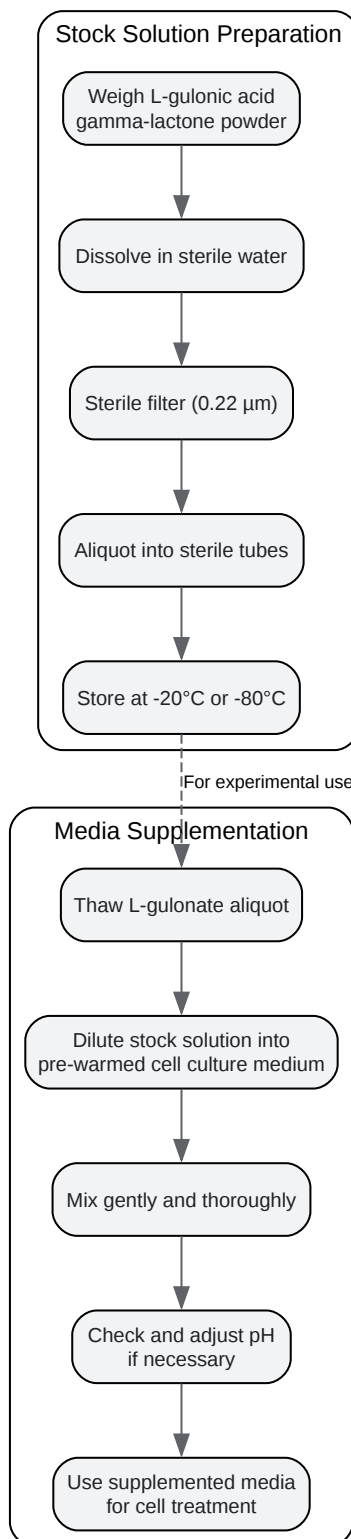 Stock Solution Preparation
Weigh L-gulonic acid
gamma-lactone powder
Dissolve in sterile water
Sterile filter (0.22 µm)
Aliquot into sterile tubes
Store at -20°C or -80°C
For experimental use
Media Supplementation
Thaw L-gulonate aliquot
Dilute stock solution into
pre-warmed cell culture medium
Mix gently and thoroughly
Check and adjust pH
if necessary
Use supplemented media
for cell treatment